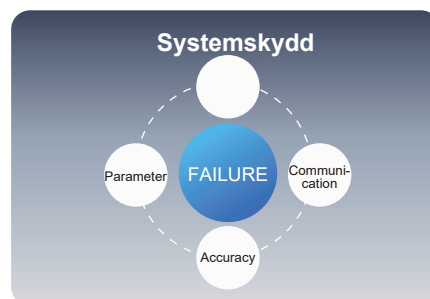 Systemskydd
Parameter
FAILURE
Communi-
cation
Accuracy